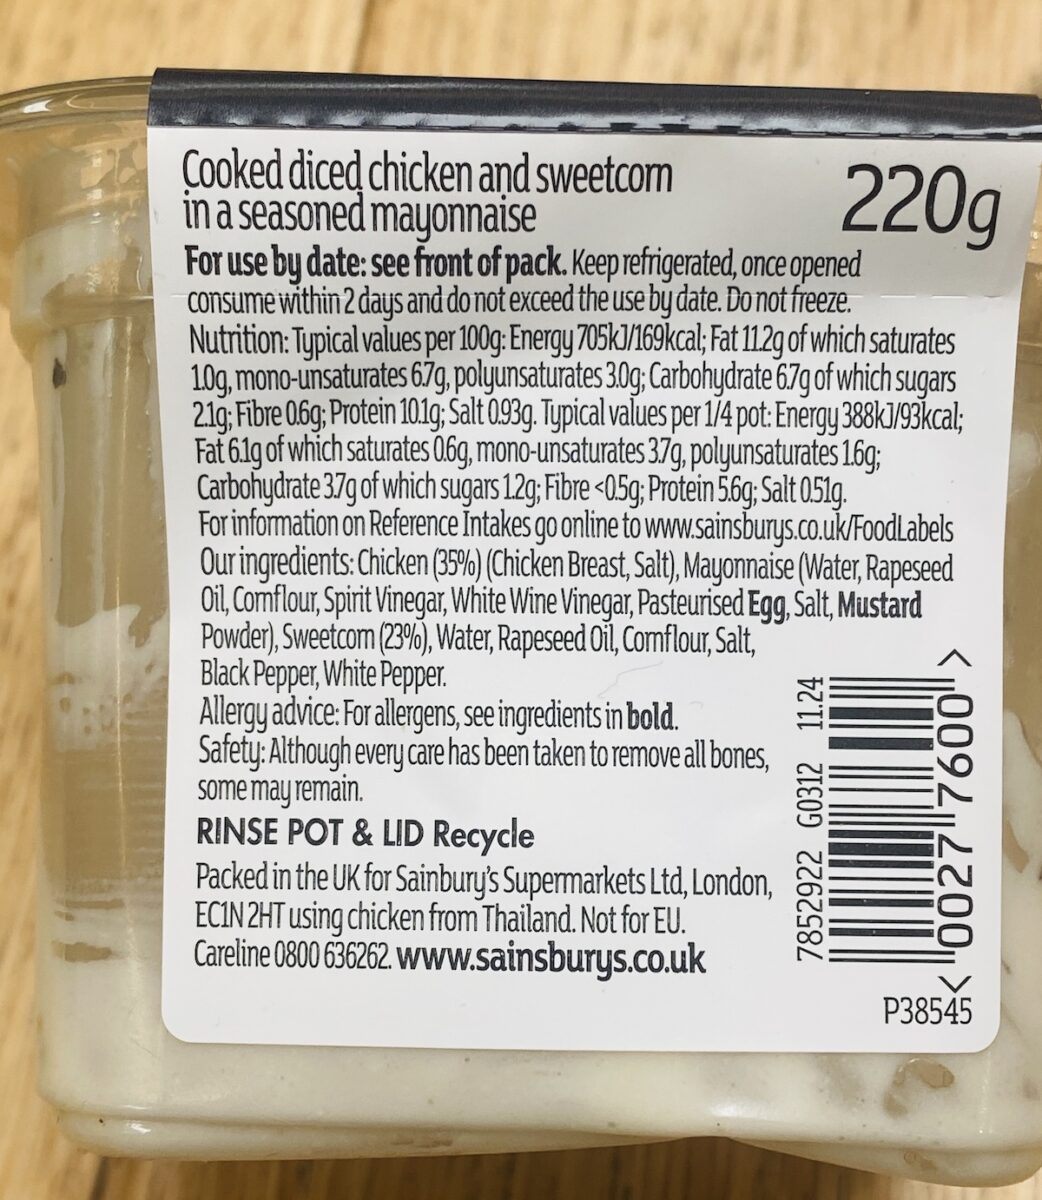 Cooked diced chicken and sweetcorn
in a seasoned mayonnaise
220g
For use by date: see front of pack. Keep refrigerated, once opened
consume within 2 days and do not exceed the use by date. Do not freeze.
Nutrition: Typical values per 100g: Energy 705kJ/169kcal; Fat 11.2g of which saturates
1.0g, mono-unsaturates 6.7g, polyunsaturates 3.0g; Carbohydrate 6.7g of which sugars
2.1g; Fibre 0.6g; Protein 10.1g; Salt 0.93g. Typical values per 1/4 pot: Energy 388kJ/93kcal;
Fat 6.1g of which saturates 0.6g, mono-unsaturates 3.7g, polyunsaturates 1.6g;
Carbohydrate 3.7g of which sugars 1.2g; Fibre <0.5g; Protein 5.6g; Salt 0.51g.
For information on Reference Intakes go online to www.sainsburys.co.uk/FoodLabels
Our ingredients: Chicken (35%) (Chicken Breast, Salt), Mayonnaise (Water, Rapeseed
Oil, Cornflour, Spirit Vinegar, White Wine Vinegar, Pasteurised Egg, Salt, Mustard
Powder), Sweetcorn (23%), Water, Rapeseed Oil, Cornflour, Salt,
Black Pepper, White Pepper.
Allergy advice: For allergens, see ingredients in bold.
Safety: Although every care has been taken to remove all bones,
some may remain.
RINSE POT & LID Recycle
Packed in the UK for Sainbury's Supermarkets Ltd, London,
EC1N 2HT using chicken from Thailand. Not for EU.
Careline 0800 636262. www.sainsburys.co.uk
7852922 G0312 11.24
< 0027 7600 >
P38545